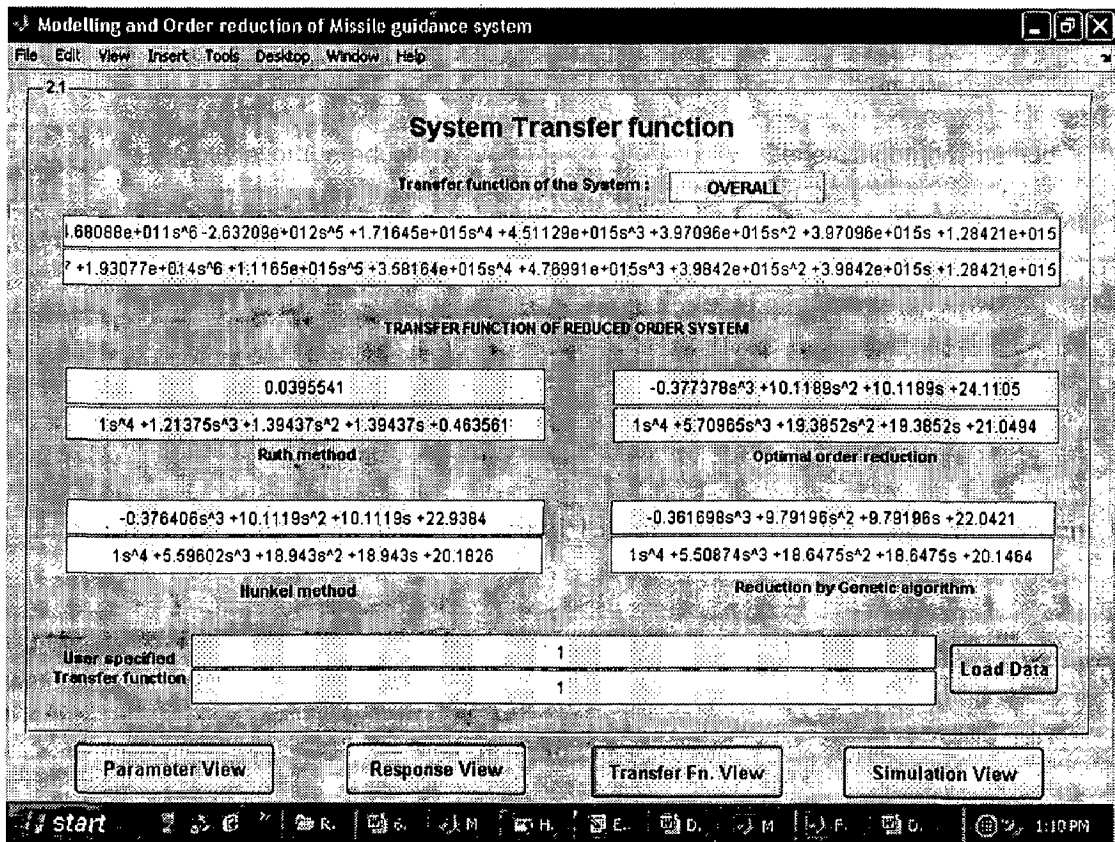 Modelling and Order reduction of Missile guidance system
File Edit View Insert Tools Desktop Window Help
2.1
System Transfer function
Transfer function of the System : OVERALL
.68088e+011s^6 -2.63209e+012s^5 +1.71645e+015s^4 +4.51129e+015s^3 +3.97096e+015s^2 +3.97096e+015s +1.28421e+015
7 +1.93077e+014s^6 +1.1165e+015s^5 +3.58164e+015s^4 +4.76991e+015s^3 +3.9842e+015s^2 +3.9842e+015s +1.28421e+015
TRANSFER FUNCTION OF REDUCED ORDER SYSTEM
0.0395541
1s^4 +1.21375s^3 +1.39437s^2 +1.39437s +0.463561
Ruth method
-0.377378s^3 +10.1189s^2 +10.1189s +24.1105
1s^4 +5.70965s^3 +19.3852s^2 +19.3852s +21.0494
Optimal order reduction
-0.376406s^3 +10.1119s^2 +10.1119s +22.9384
1s^4 +5.59602s^3 +18.943s^2 +18.943s +20.1826
Hunkel method
-0.361698s^3 +9.79196s^2 +9.79196s +22.0421
1s^4 +5.50874s^3 +18.6475s^2 +18.6475s +20.1464
Reduction by Genetic algorithm
User specified
Transfer function
1
1
Load Data
Parameter View Response View Transfer Fn. View Simulation View
start R. 6. M H. E.. D. M F. D. 1:10 PM